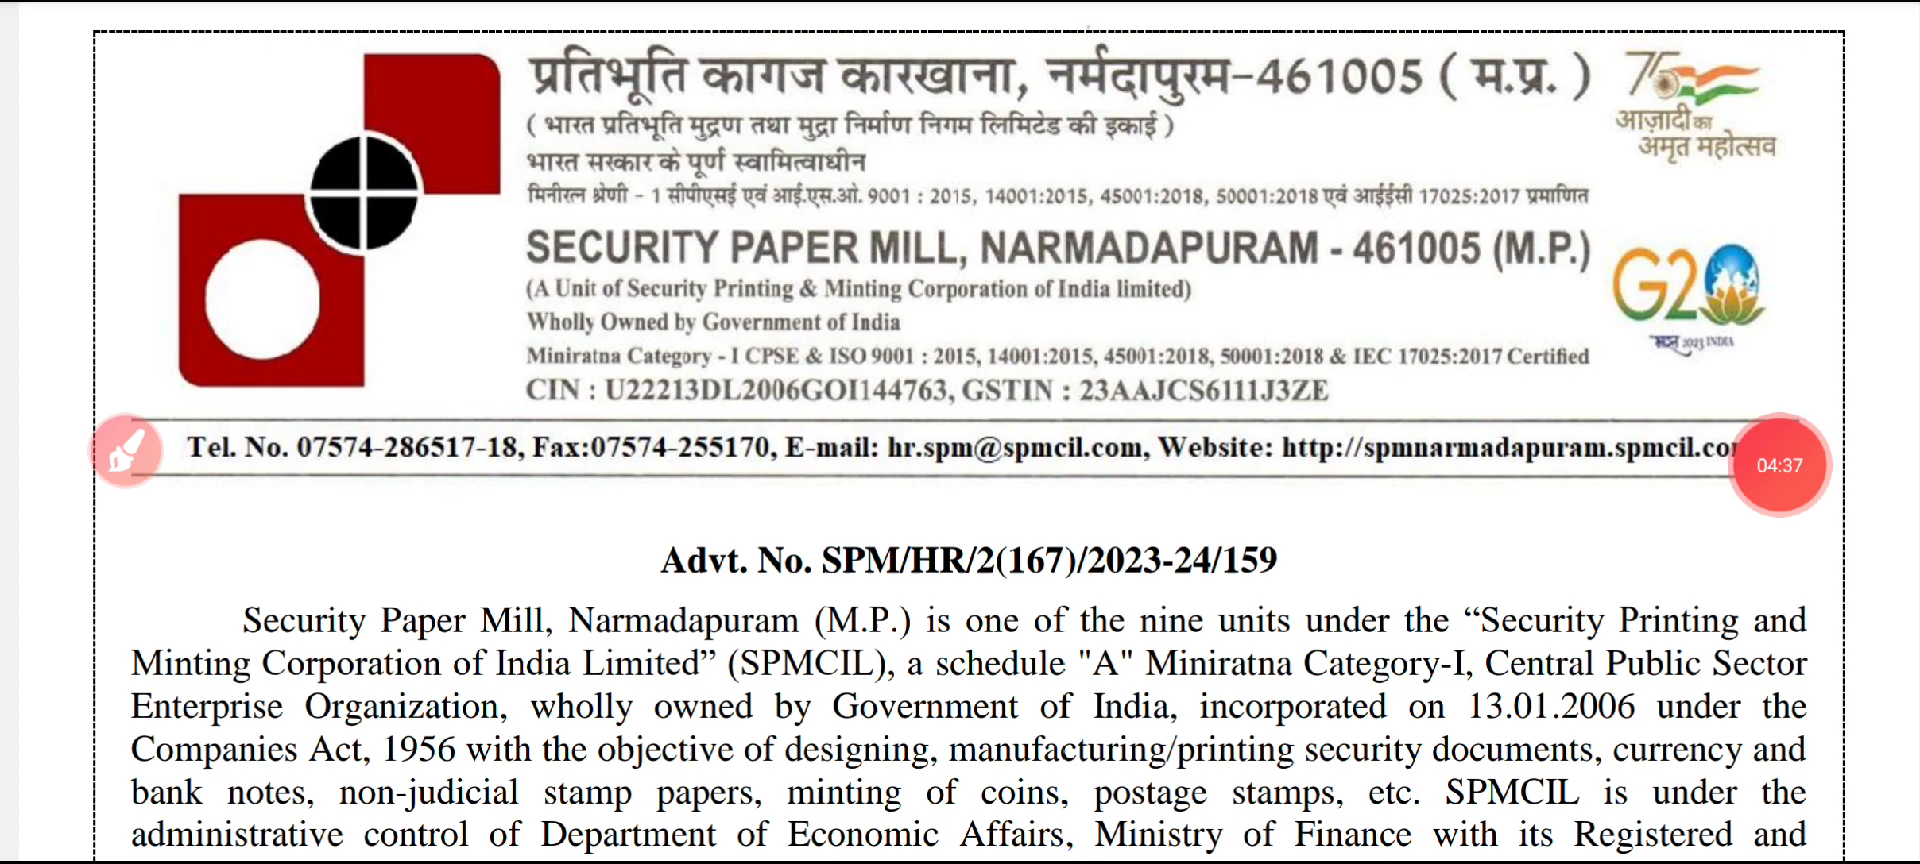 प्रतिभूति कागज कारखाना, नर्मदापुरम–461005 ( म.प्र. )
( भारत प्रतिभूति मुद्रण तथा मुद्रा निर्माण निगम लिमिटेड की इकाई )
भारत सरकार के पूर्ण स्वामित्वाधीन
मिनीरत्न श्रेणी - 1 सीपीएसई एवं आई.एस.ओ. 9001 : 2015, 14001:2015, 45001:2018, 50001:2018 एवं आईईसी 17025:2017 प्रमाणित
75
आज़ादी का
अमृत महोत्सव
SECURITY PAPER MILL, NARMADAPURAM - 461005 (M.P.)
(A Unit of Security Printing & Minting Corporation of India limited)
Wholly Owned by Government of India
Miniratna Category - I CPSE & ISO 9001 : 2015, 14001:2015, 45001:2018, 50001:2018 & IEC 17025:2017 Certified
CIN : U22213DL2006GOI144763, GSTIN : 23AAJCS6111J3ZE
G20
भारत 2023 INDIA
Tel. No. 07574-286517-18, Fax:07574-255170, E-mail: hr.spm@spmcil.com, Website: http://spmnarmadapuram.spmcil.co
04:37
Advt. No. SPM/HR/2(167)/2023-24/159
Security Paper Mill, Narmadapuram (M.P.) is one of the nine units under the “Security Printing and
Minting Corporation of India Limited” (SPMCIL), a schedule "A" Miniratna Category-I, Central Public Sector
Enterprise Organization, wholly owned by Government of India, incorporated on 13.01.2006 under the
Companies Act, 1956 with the objective of designing, manufacturing/printing security documents, currency and
bank notes, non-judicial stamp papers, minting of coins, postage stamps, etc. SPMCIL is under the
administrative control of Department of Economic Affairs, Ministry of Finance with its Registered and